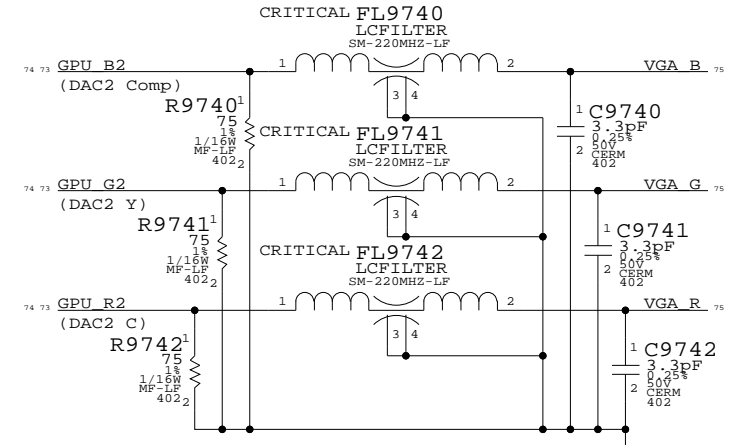 CRITICAL FL9740
LCFILTER
SM-220MHZ-LF
74 73 GPU_B2 1 2 VGA_B 75
(DAC2 Comp)
3 4
R9740 1
75
1%
1/16W
MF-LF
402 2
1 C9740
3.3pF
0.25%
2 50V
CERM
402
CRITICAL FL9741
LCFILTER
SM-220MHZ-LF
74 73 GPU_G2 1 2 VGA_G 75
(DAC2 Y)
3 4
R9741 1
75
1%
1/16W
MF-LF
402 2
1 C9741
3.3pF
0.25%
2 50V
CERM
402
CRITICAL FL9742
LCFILTER
SM-220MHZ-LF
74 73 GPU_R2 1 2 VGA_R 75
(DAC2 C)
3 4
R9742 1
75
1%
1/16W
MF-LF
402 2
1 C9742
3.3pF
0.25%
2 50V
CERM
402